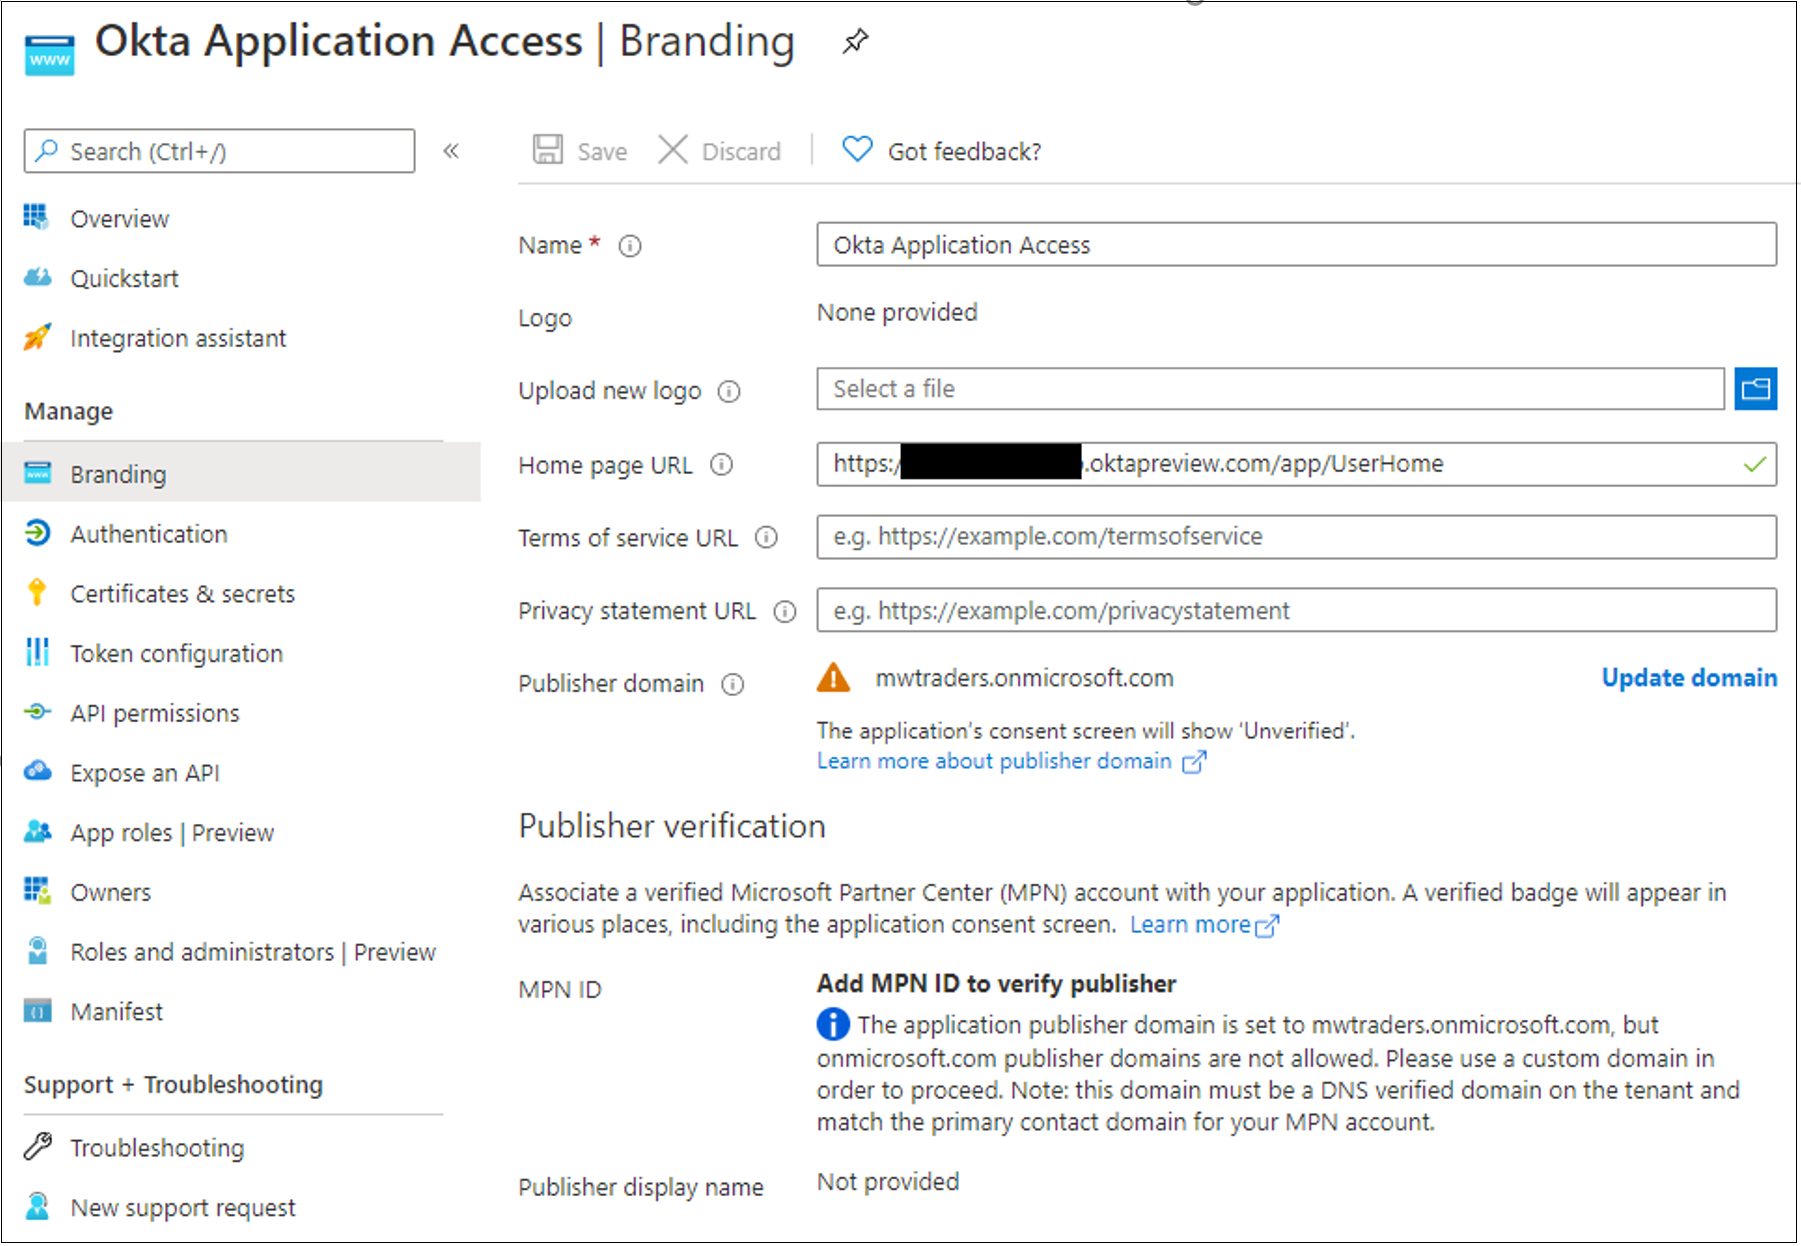 Okta Application Access | Branding
Search (Ctrl+/)
«
Overview
Quickstart
Integration assistant
Manage
Branding
Authentication
Certificates & secrets
Token configuration
API permissions
Expose an API
App roles | Preview
Owners
Roles and administrators | Preview
Manifest
Support + Troubleshooting
Troubleshooting
New support request
Save
Discard
Got feedback?
Name *
Okta Application Access
Logo
None provided
Upload new logo
Select a file
Home page URL
https:/ .oktapreview.com/app/UserHome
Terms of service URL
e.g. https://example.com/termsofservice
Privacy statement URL
e.g. https://example.com/privacystatement
Publisher domain
mwtraders.onmicrosoft.com
Update domain
The application's consent screen will show 'Unverified'.
Learn more about publisher domain
Publisher verification
Associate a verified Microsoft Partner Center (MPN) account with your application. A verified badge will appear in
various places, including the application consent screen. Learn more
MPN ID
Add MPN ID to verify publisher
The application publisher domain is set to mwtraders.onmicrosoft.com, but
onmicrosoft.com publisher domains are not allowed. Please use a custom domain in
order to proceed. Note: this domain must be a DNS verified domain on the tenant and
match the primary contact domain for your MPN account.
Publisher display name
Not provided